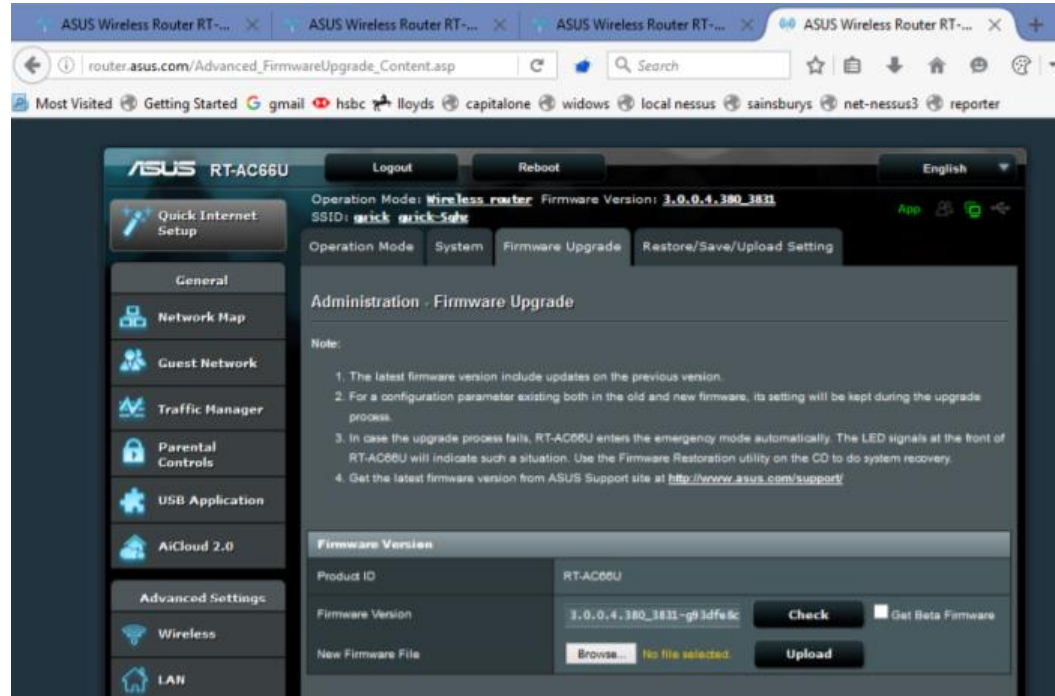 ASUS Wireless Router RT-...
ASUS Wireless Router RT-...
ASUS Wireless Router RT-...
ASUS Wireless Router RT-...
router.asus.com/Advanced_FirmwareUpgrade_Content.asp
Search
Most Visited Getting Started gmail hsbc lloyds capitalone widows local nessus sainsburys net-nessus3 reporter
ASUS RT-AC66U
Logout
Reboot
English
Quick Internet
Setup
Operation Mode: Wireless router Firmware Version: 3.0.0.4.380_3831
SSID: quick quick-5ghz
App
Operation Mode
System
Firmware Upgrade
Restore/Save/Upload Setting
General
Network Map
Guest Network
Traffic Manager
Parental
Controls
USB Application
AiCloud 2.0
Advanced Settings
Wireless
LAN
Administration - Firmware Upgrade
Note:
1. The latest firmware version include updates on the previous version.
2. For a configuration parameter existing both in the old and new firmware, its setting will be kept during the upgrade
process.
3. In case the upgrade process fails, RT-AC66U enters the emergency mode automatically. The LED signals at the front of
RT-AC66U will indicate such a situation. Use the Firmware Restoration utility on the CD to do system recovery.
4. Get the latest firmware version from ASUS Support site at http://www.asus.com/support/
Firmware Version
Product ID
RT-AC66U
Firmware Version
3.0.0.4.380_3831-g93dfe8c
Check
Get Beta Firmware
New Firmware File
Browse... No file selected.
Upload